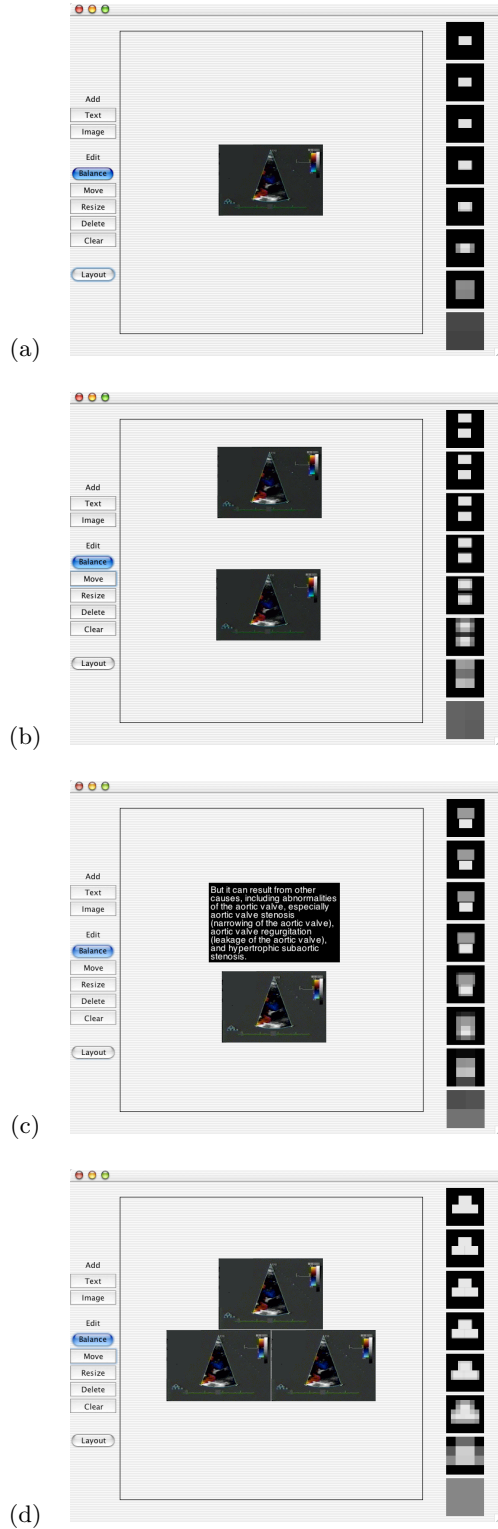 Add
Text
Image
Edit
Balance
Move
Resize
Delete
Clear
Layout
(a)
Add
Text
Image
Edit
Balance
Move
Resize
Delete
Clear
Layout
(b)
Add
Text
Image
Edit
Balance
Move
Resize
Delete
Clear
Layout
But it can result from other
causes, including abnormalities
of the aortic valve, especially
aortic valve stenosis
(narrowing of the aortic valve),
aortic valve regurgitation
(leakage of the aortic valve),
and hypertrophic subaortic
stenosis.
(c)
Add
Text
Image
Edit
Balance
Move
Resize
Delete
Clear
Layout
(d)